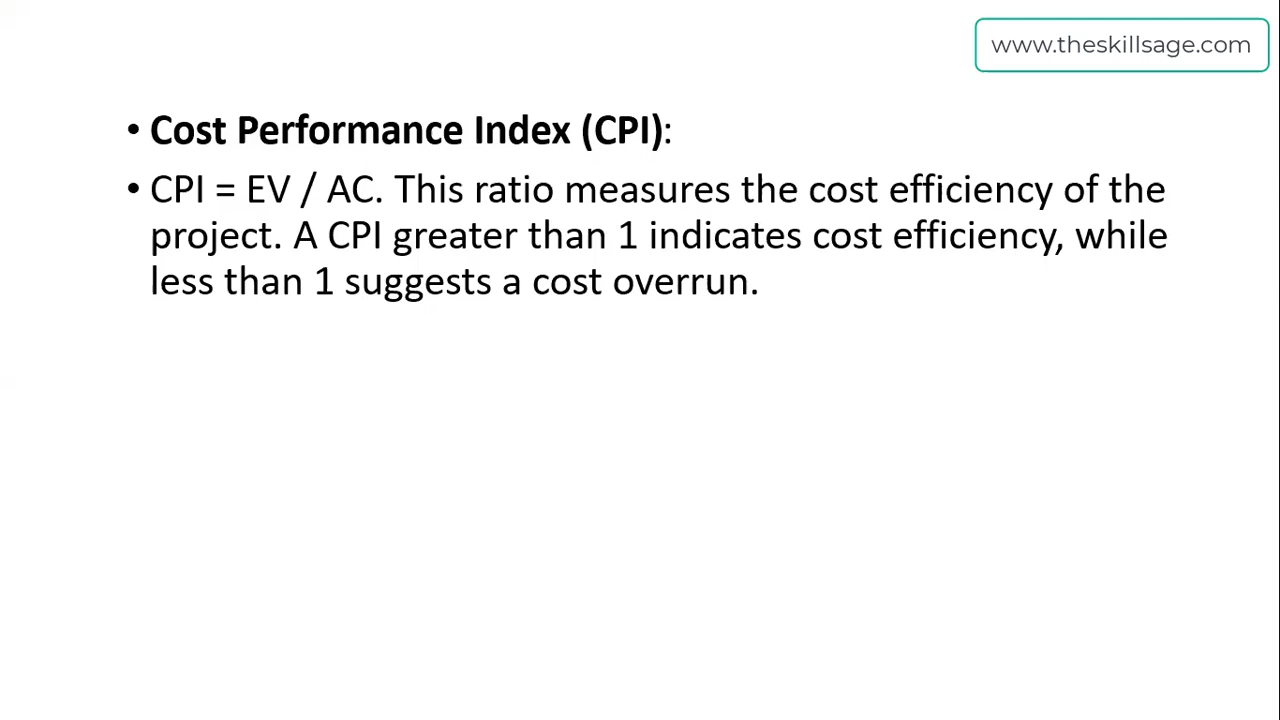 www.theskillsage.com
• Cost Performance Index (CPI):
• CPI = EV / AC. This ratio measures the cost efficiency of the
project. A CPI greater than 1 indicates cost efficiency, while
less than 1 suggests a cost overrun.